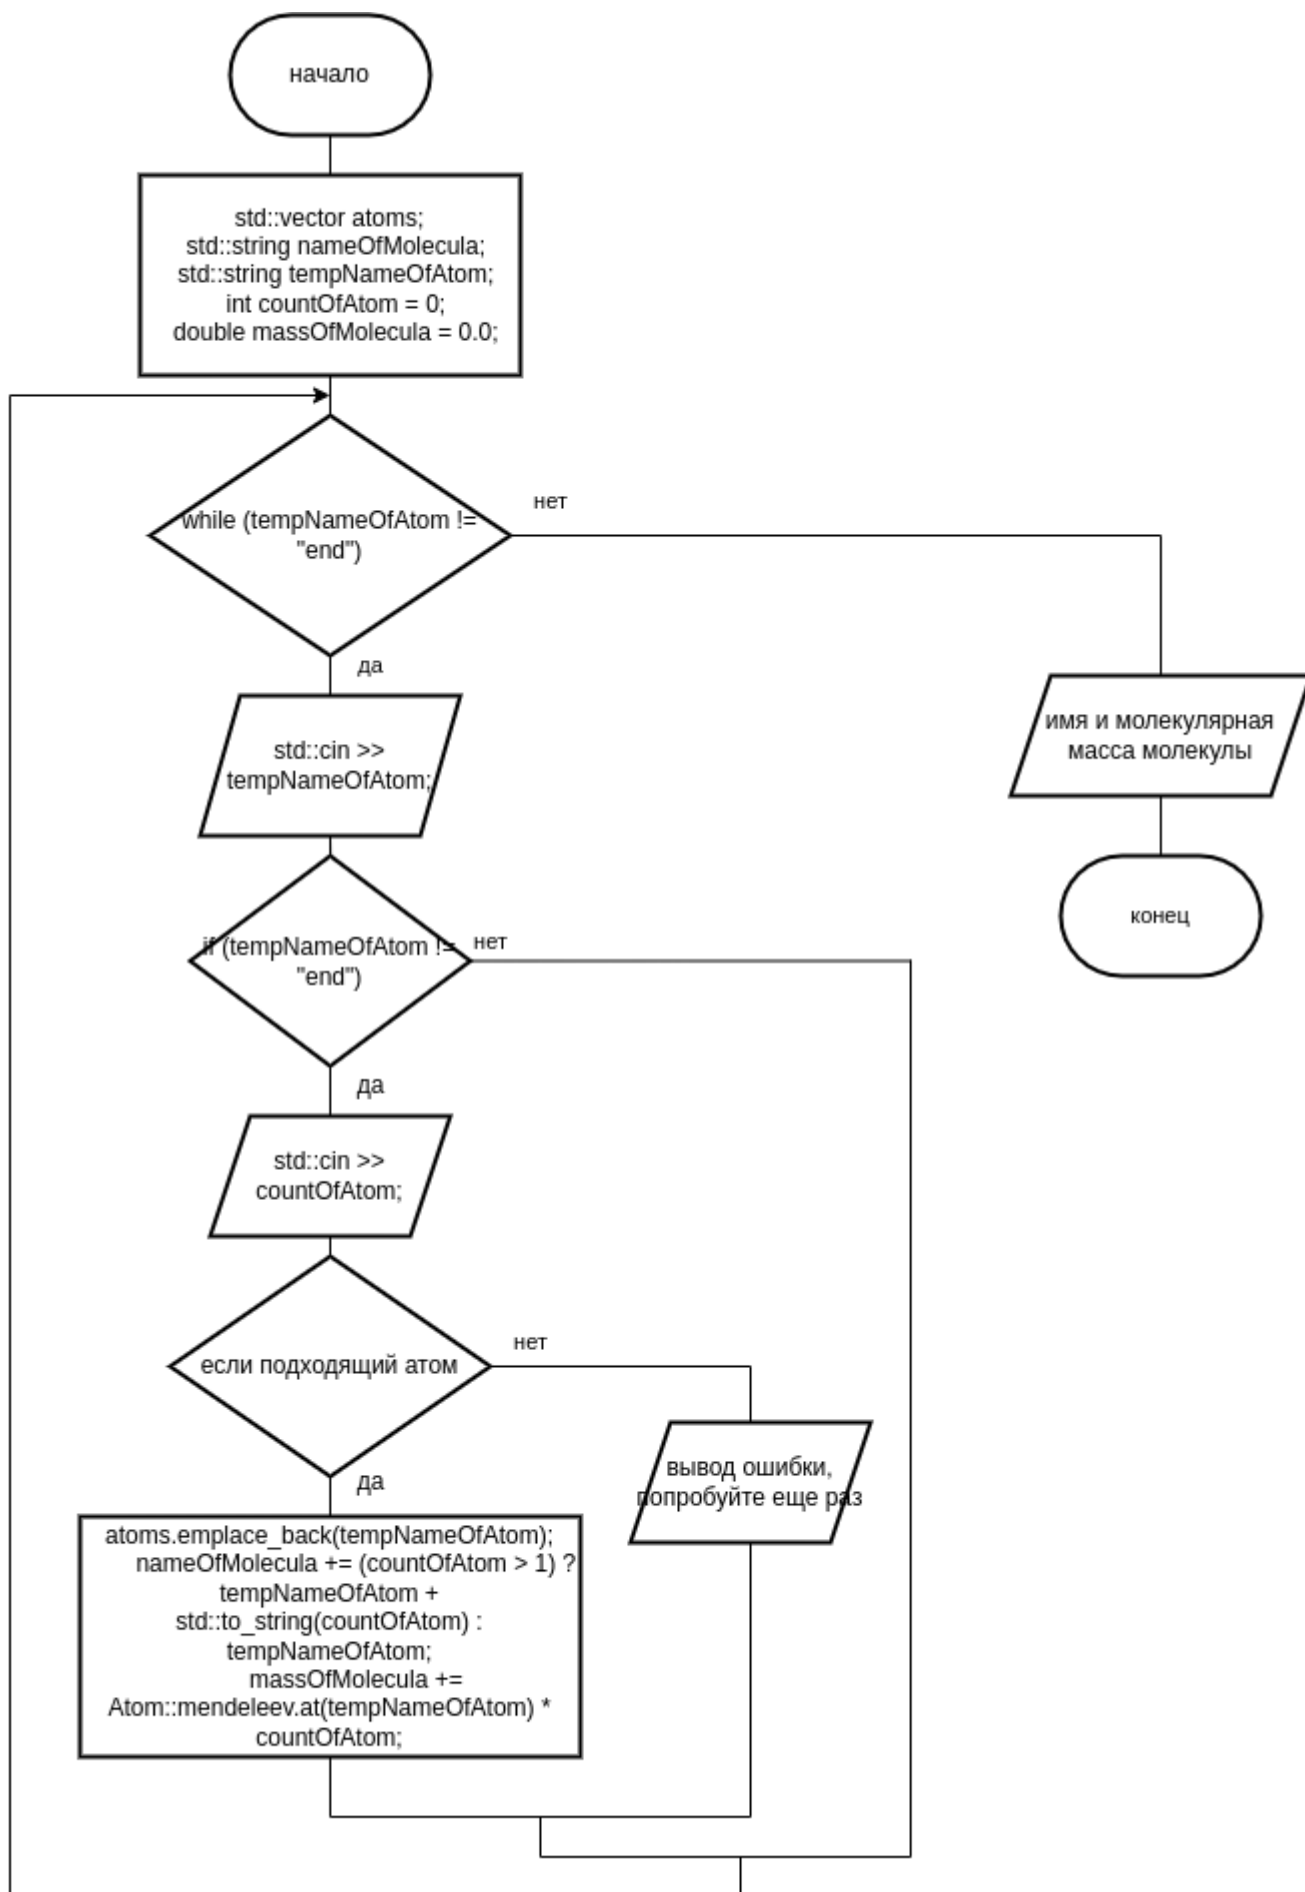 начало
std::vector atoms;
std::string nameOfMolecula;
std::string tempNameOfAtom;
int countOfAtom = 0;
double massOfMolecula = 0.0;
while (tempNameOfAtom !=
"end")
нет
да
std::cin >>
tempNameOfAtom;
имя и молекулярная
масса молекулы
конец
if (tempNameOfAtom !=
"end")
нет
да
std::cin >>
countOfAtom;
если подходящий атом
нет
вывод ошибки,
попробуйте еще раз
да
atoms.emplace_back(tempNameOfAtom);
nameOfMolecula += (countOfAtom > 1) ?
tempNameOfAtom +
std::to_string(countOfAtom) :
tempNameOfAtom;
massOfMolecula +=
Atom::mendeleev.at(tempNameOfAtom) *
countOfAtom;